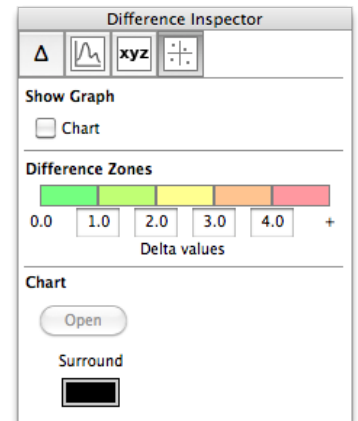 Difference Inspector
Δ xyz
Show Graph
Chart
Difference Zones
0.0 1.0 2.0 3.0 4.0 +
Delta values
Chart
Open
Surround